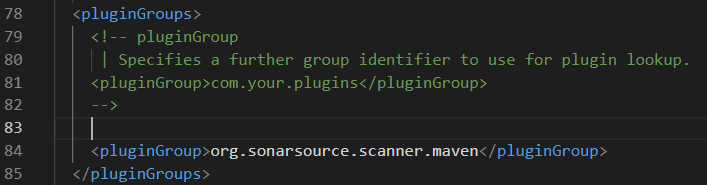 78 <pluginGroups>
79 <!-- pluginGroup
80 | Specifies a further group identifier to use for plugin lookup.
81 <pluginGroup>com.your.plugins</pluginGroup>
82 -->
83
84 <pluginGroup>org.sonarsource.scanner.maven</pluginGroup>
85 </pluginGroups>